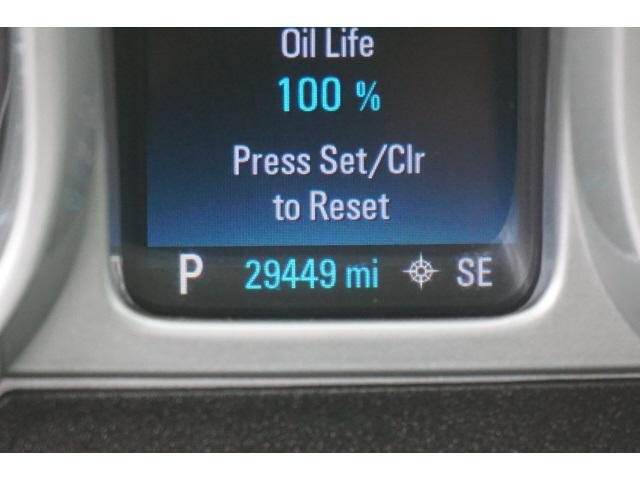 Oil Life
100 %
Press Set/Clr
to Reset
P 29449 mi SE